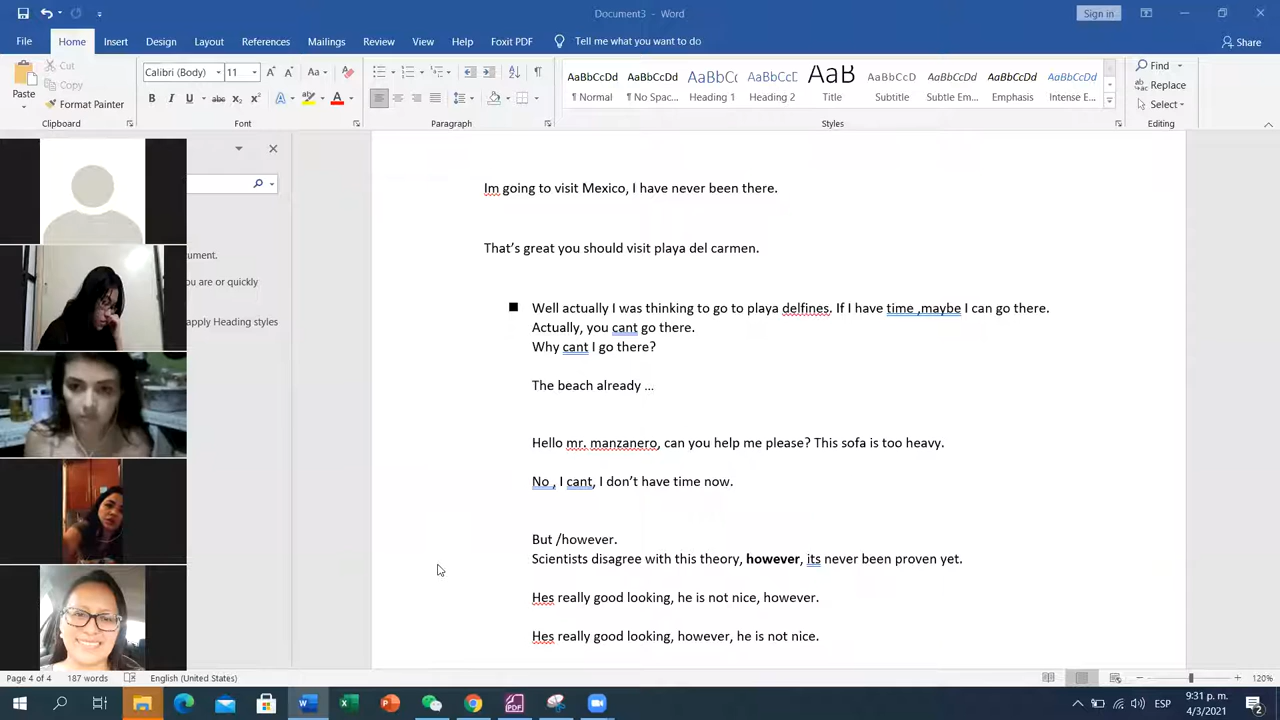 Document3 - Word
Sign in
File Home Insert Design Layout References Mailings Review View Help Foxit PDF Tell me what you want to do Share
Paste
Cut
Copy
Format Painter
Clipboard
Calibri (Body) 11
Font
Paragraph
AaBbCcDd AaBbCcDd AaBbCc AaBbCcD AaB AaBbCcDd AaBbCcDd AaBbCcDd AaBbCcDd
¶ Normal ¶ No Spac... Heading 1 Heading 2 Title Subtitle Subtle Em... Emphasis Intense E...
Styles
Find
Replace
Select
Editing
ument.
you are or quickly
apply Heading styles
Im going to visit Mexico, I have never been there.
That's great you should visit playa del carmen.
Well actually I was thinking to go to playa delfines. If I have time ,maybe I can go there.
Actually, you cant go there.
Why cant I go there?
The beach already ...
Hello mr. manzanero, can you help me please? This sofa is too heavy.
No , I cant, I don't have time now.
But /however.
Scientists disagree with this theory, however, its never been proven yet.
Hes really good looking, he is not nice, however.
Hes really good looking, however, he is not nice.
Page 4 of 4 187 words English (United States) 120%
ESP
9:31 p. m.
4/3/2021
2